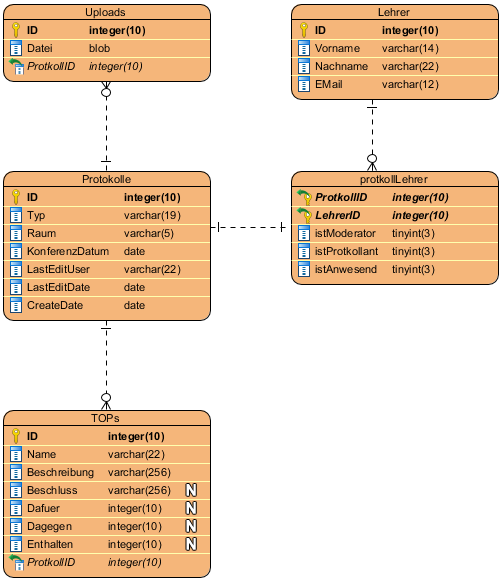 Uploads
ID integer(10)
Datei blob
ProtkollID integer(10)
Lehrer
ID integer(10)
Vorname varchar(14)
Nachname varchar(22)
EMail varchar(12)
Protokolle
ID integer(10)
Typ varchar(19)
Raum varchar(5)
KonferenzDatum date
LastEditUser varchar(22)
LastEditDate date
CreateDate date
protkollLehrer
ProtkollID integer(10)
LehrerID integer(10)
istModerator tinyint(3)
istProtkollant tinyint(3)
istAnwesend tinyint(3)
TOPs
ID integer(10)
Name varchar(22)
Beschreibung varchar(256)
Beschluss varchar(256) N
Dafuer integer(10) N
Dagegen integer(10) N
Enthalten integer(10) N
ProtkollID integer(10)